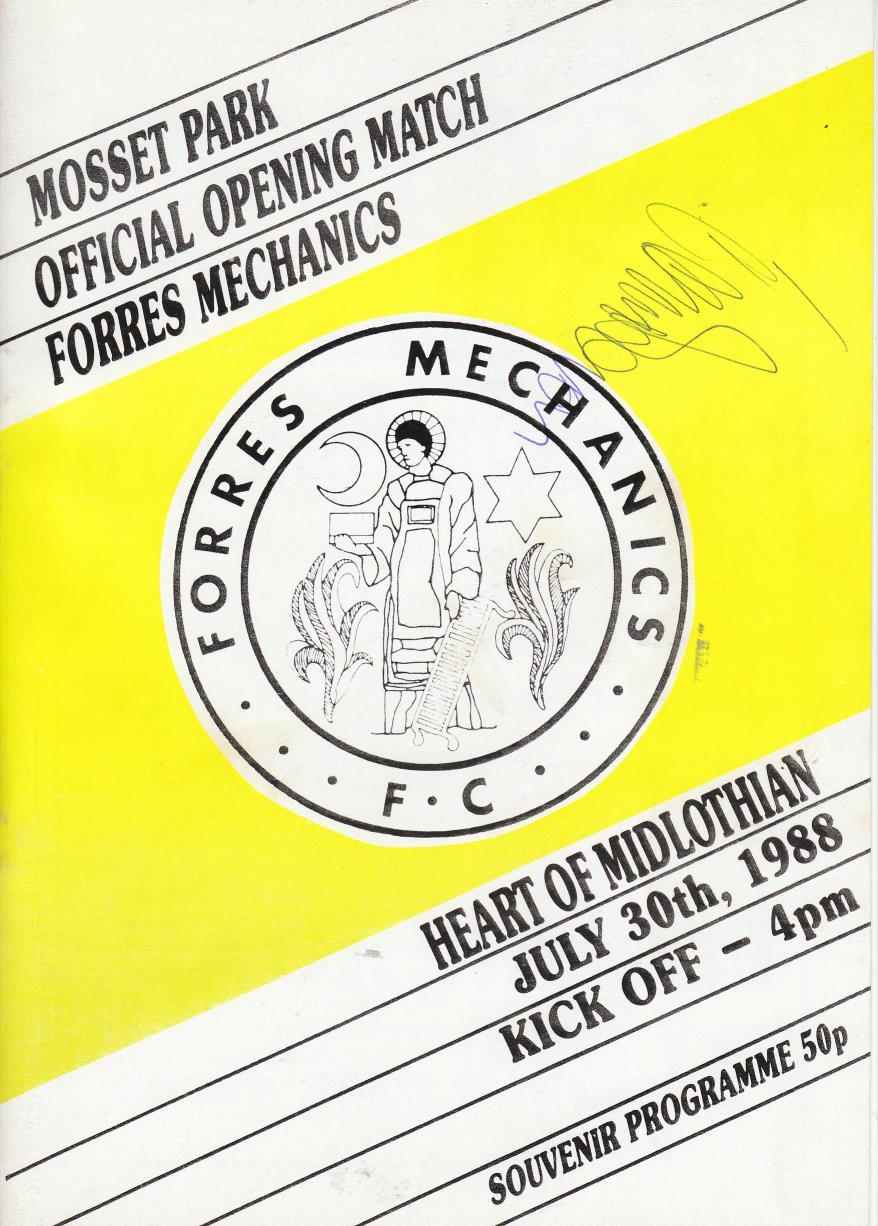 MOSSET PARK
OFFICIAL OPENING MATCH
FORRES MECHANICS
FORRES MECHANICS
F·C
HEART OF MIDLOTHIAN
JULY 30th, 1988
KICK OFF – 4pm
SOUVENIR PROGRAMME 50p